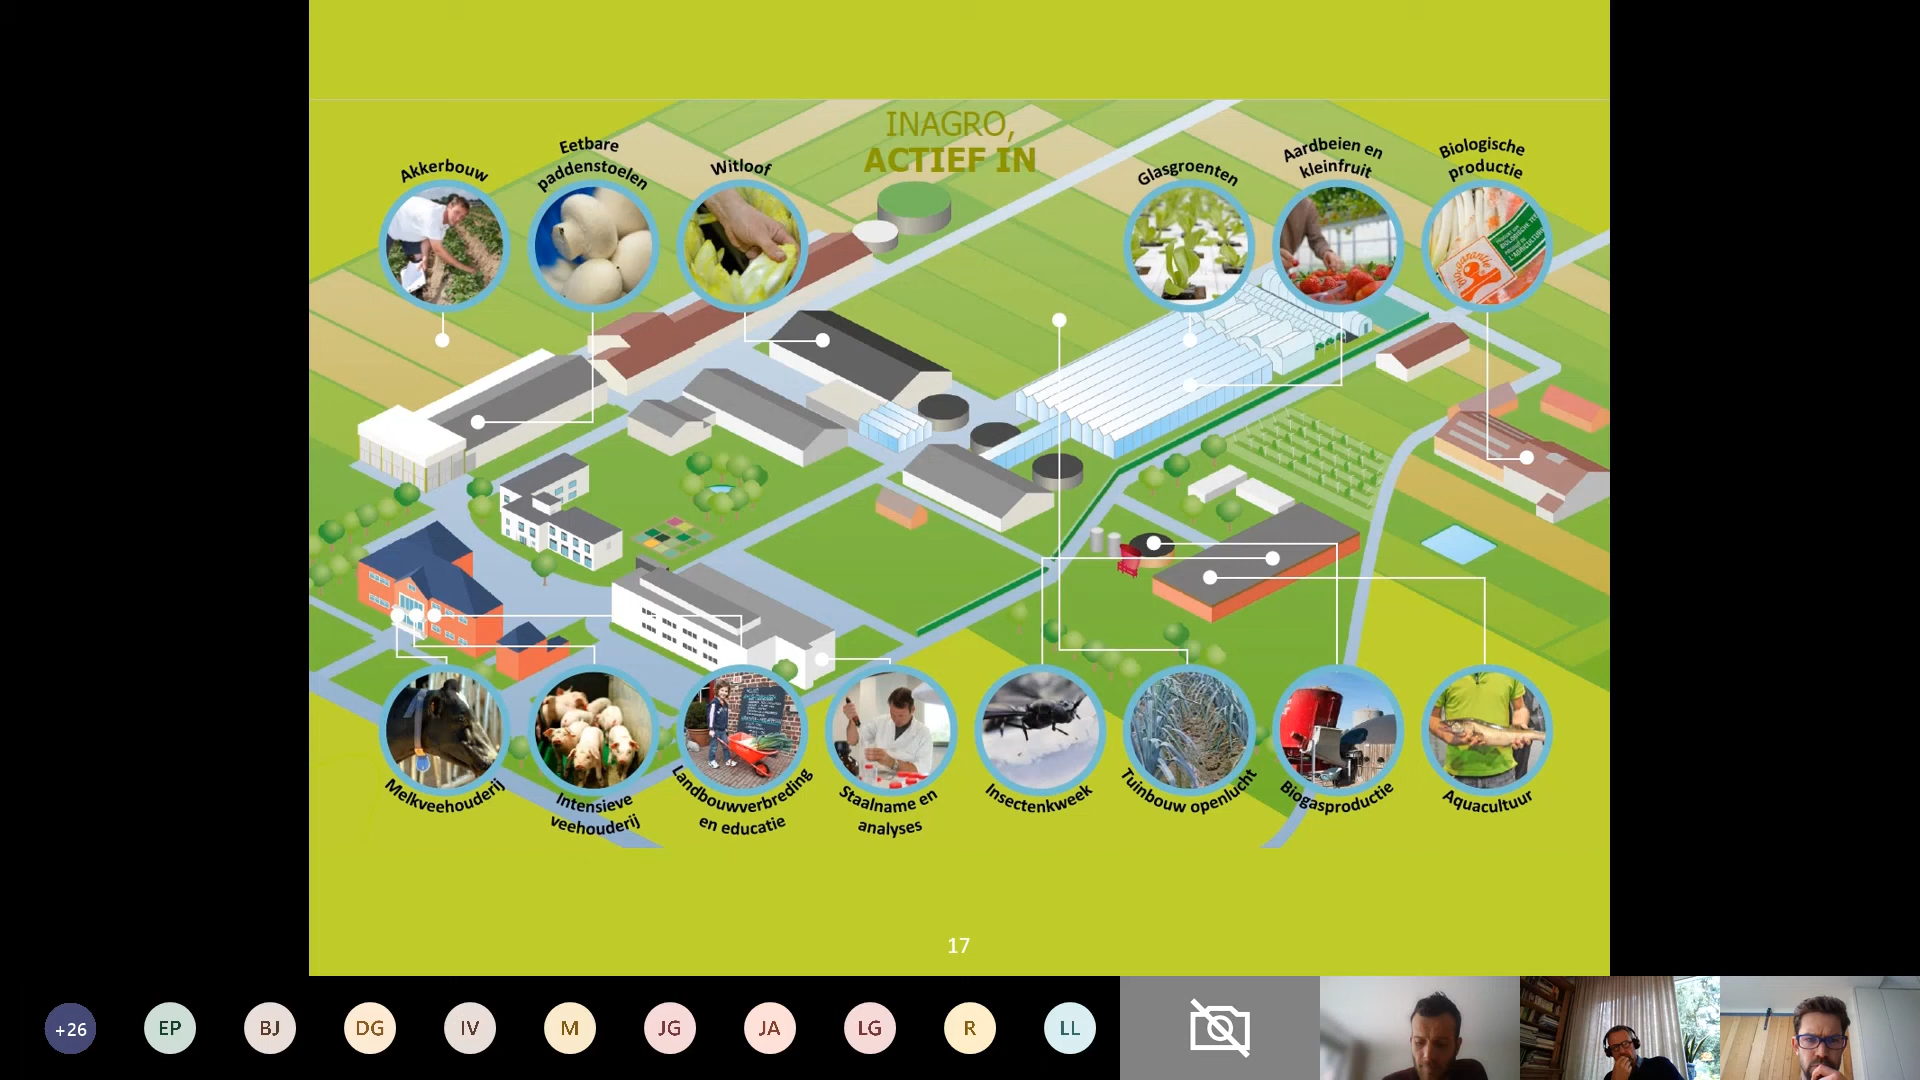 INAGRO,
ACTIEF IN
Akkerbouw
Eetbare
paddenstoelen
Witloof
Glasgroenten
Aardbeien en
kleinfruit
Biologische
productie
biogarantie
Melkveehouderij
Intensieve
veehouderij
Landbouwverbreding
en educatie
Staalname en
analyses
Insectenkweek
Tuinbouw openlucht
Biogasproductie
Aquacultuur
17
+26
EP
BJ
DG
IV
M
JG
JA
LG
R
LL